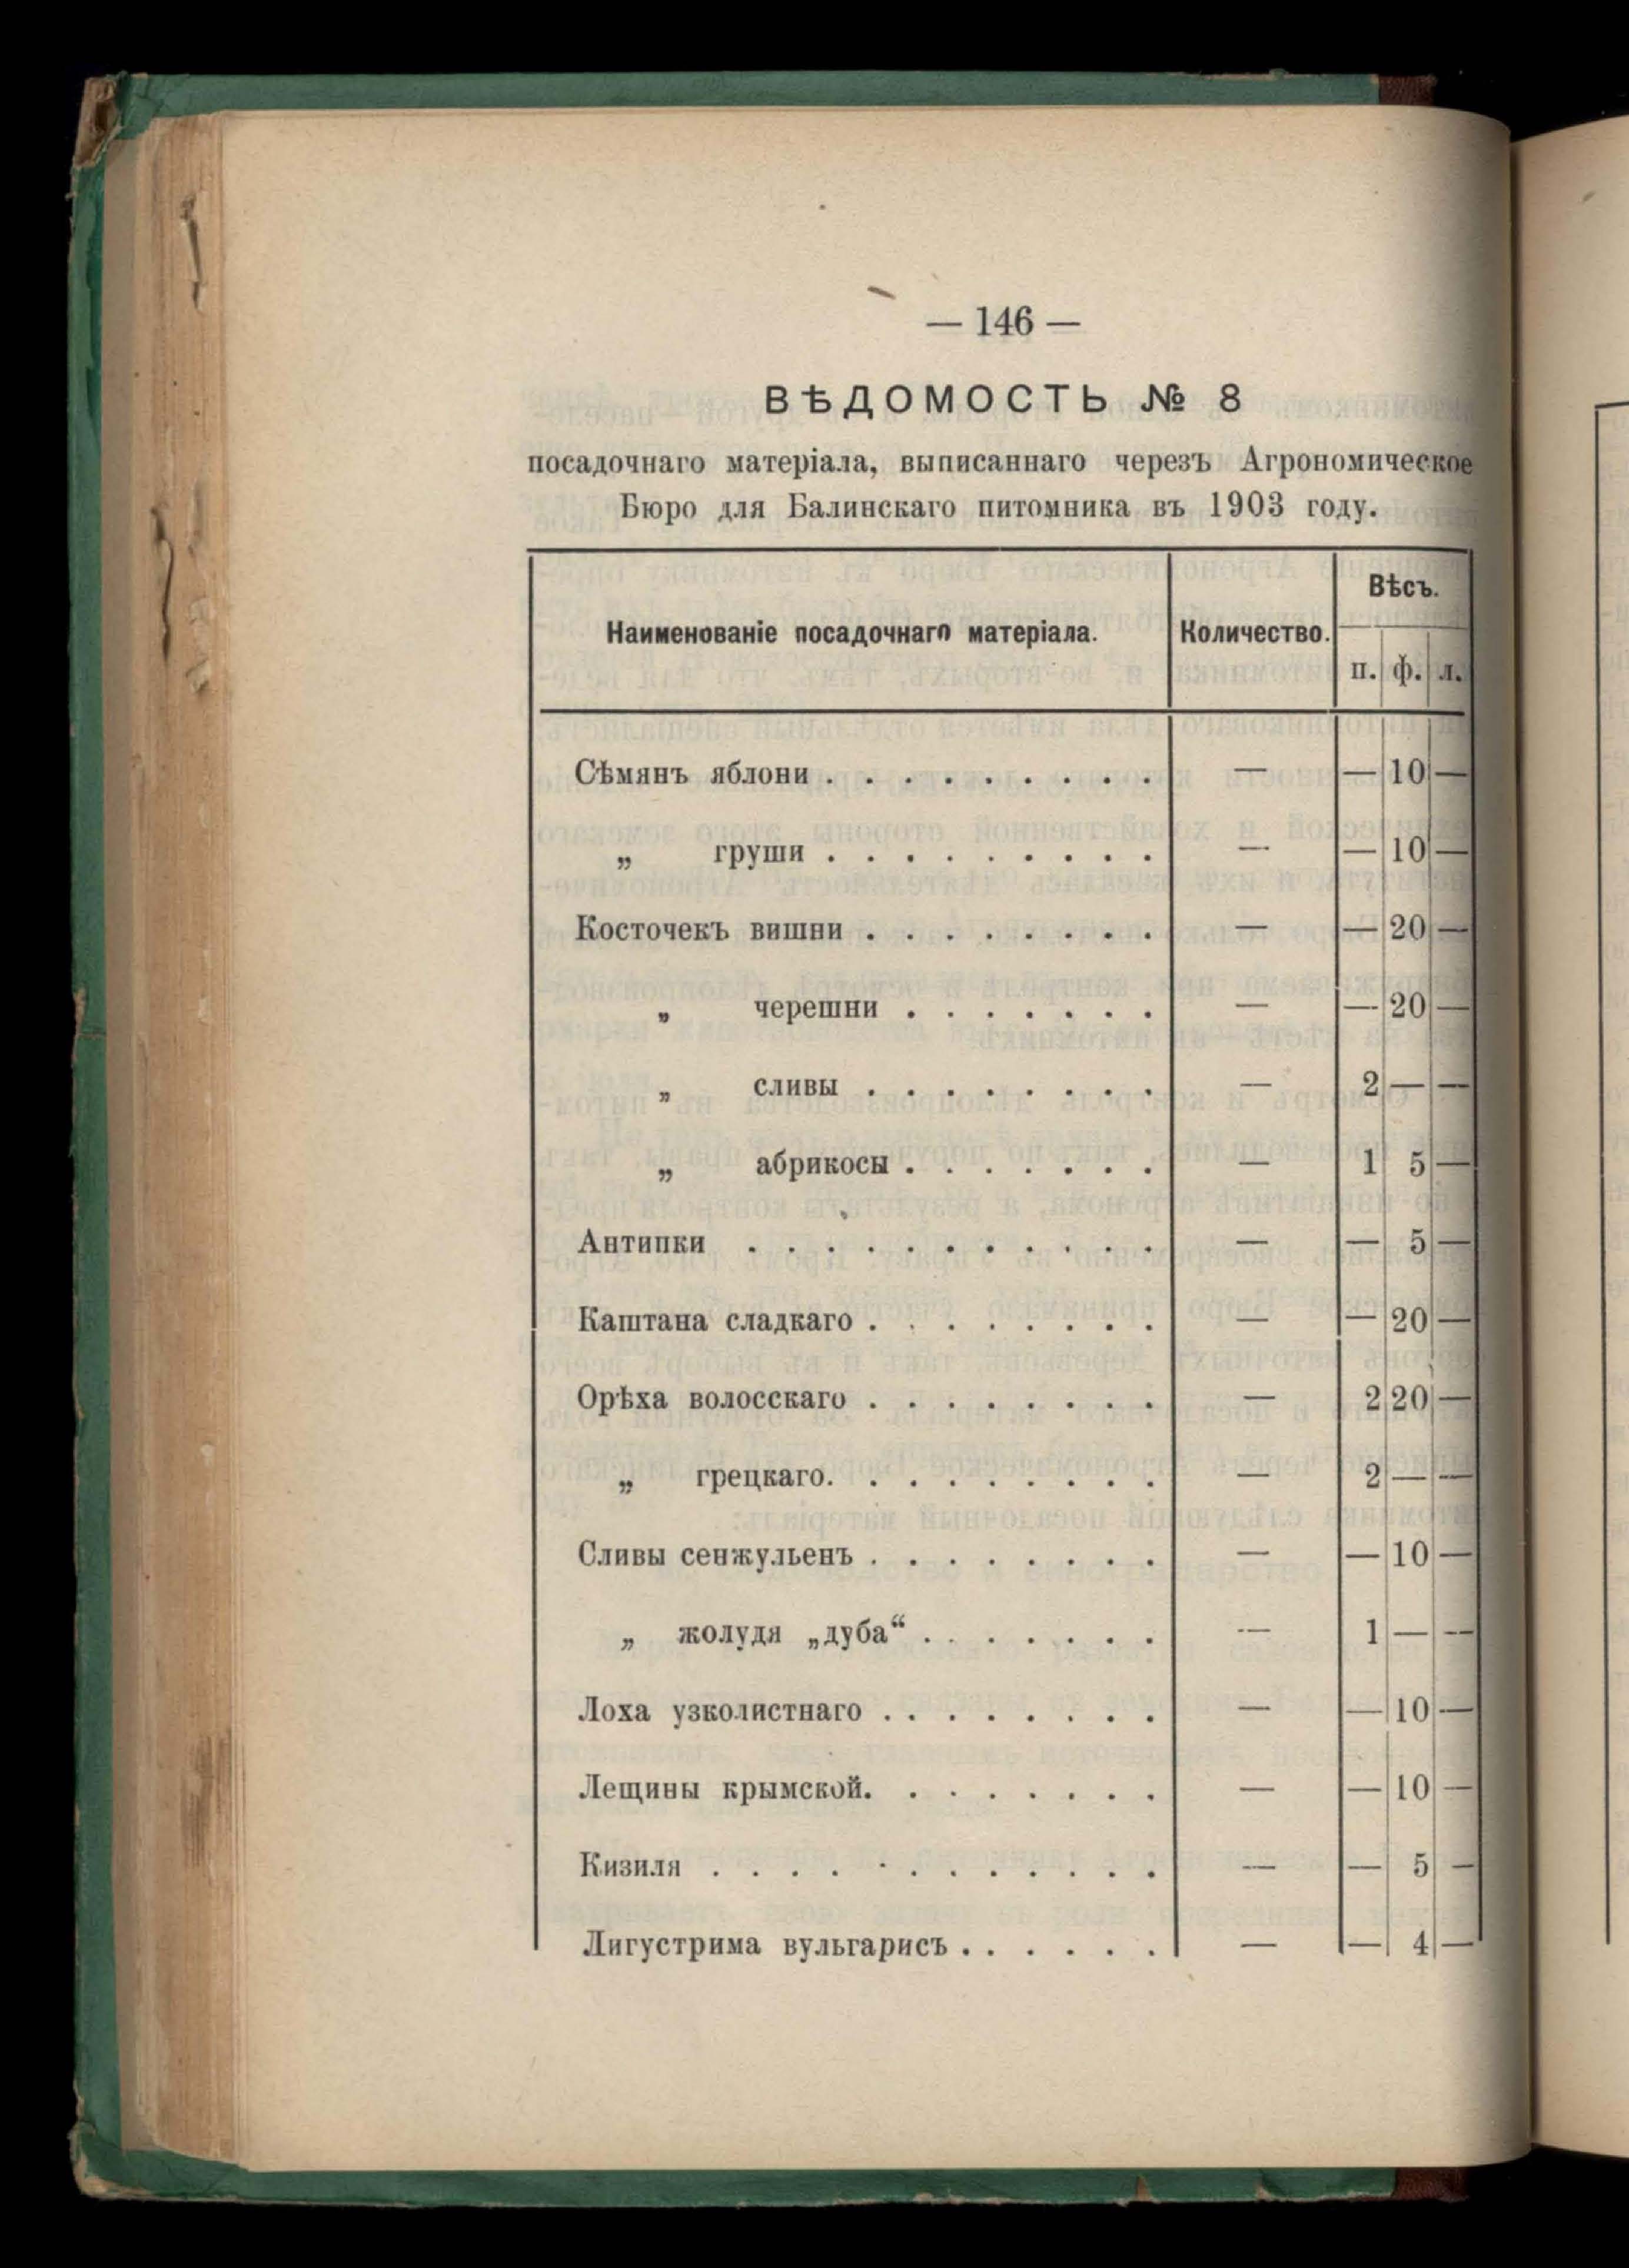 — 146 —
ВѢДОМОСТЬ № 8
посадочнаго матеріала, выписаннаго черезъ Агрономическое
Бюро для Балинскаго питомника въ 1903 году.
Наименованіе посадочнаго матеріала. Количество. Вѣсъ.
п. ф. л.
Сѣмянъ яблони . . . . . . . . . — — 10 —
„ груши . . . . . . . . . — — 10 —
Косточекъ вишни . . . . . . . . — — 20 —
„ черешни . . . . . . . — — 20 —
„ сливы . . . . . . . . — 2 — —
„ абрикосы . . . . . . . — 1 5 —
Антипки . . . . . . . . . . . — — 5 —
Каштана сладкаго . . . . . . . . — — 20 —
Орѣха волосскаго . . . . . . . . — 2 20 —
„ грецкаго. . . . . . . . . — 2 — —
Сливы сенжульенъ . . . . . . . . — — 10 —
„ жолудя „дуба“ . . . . . . . — 1 — —
Лоха узколистнаго . . . . . . . . — — 10 —
Лещины крымской. . . . . . . . — — 10 —
Кизиля . . . . . . . . . . . . — — 5 —
Лигустрима вульгарисъ . . . . . . — — 4 —